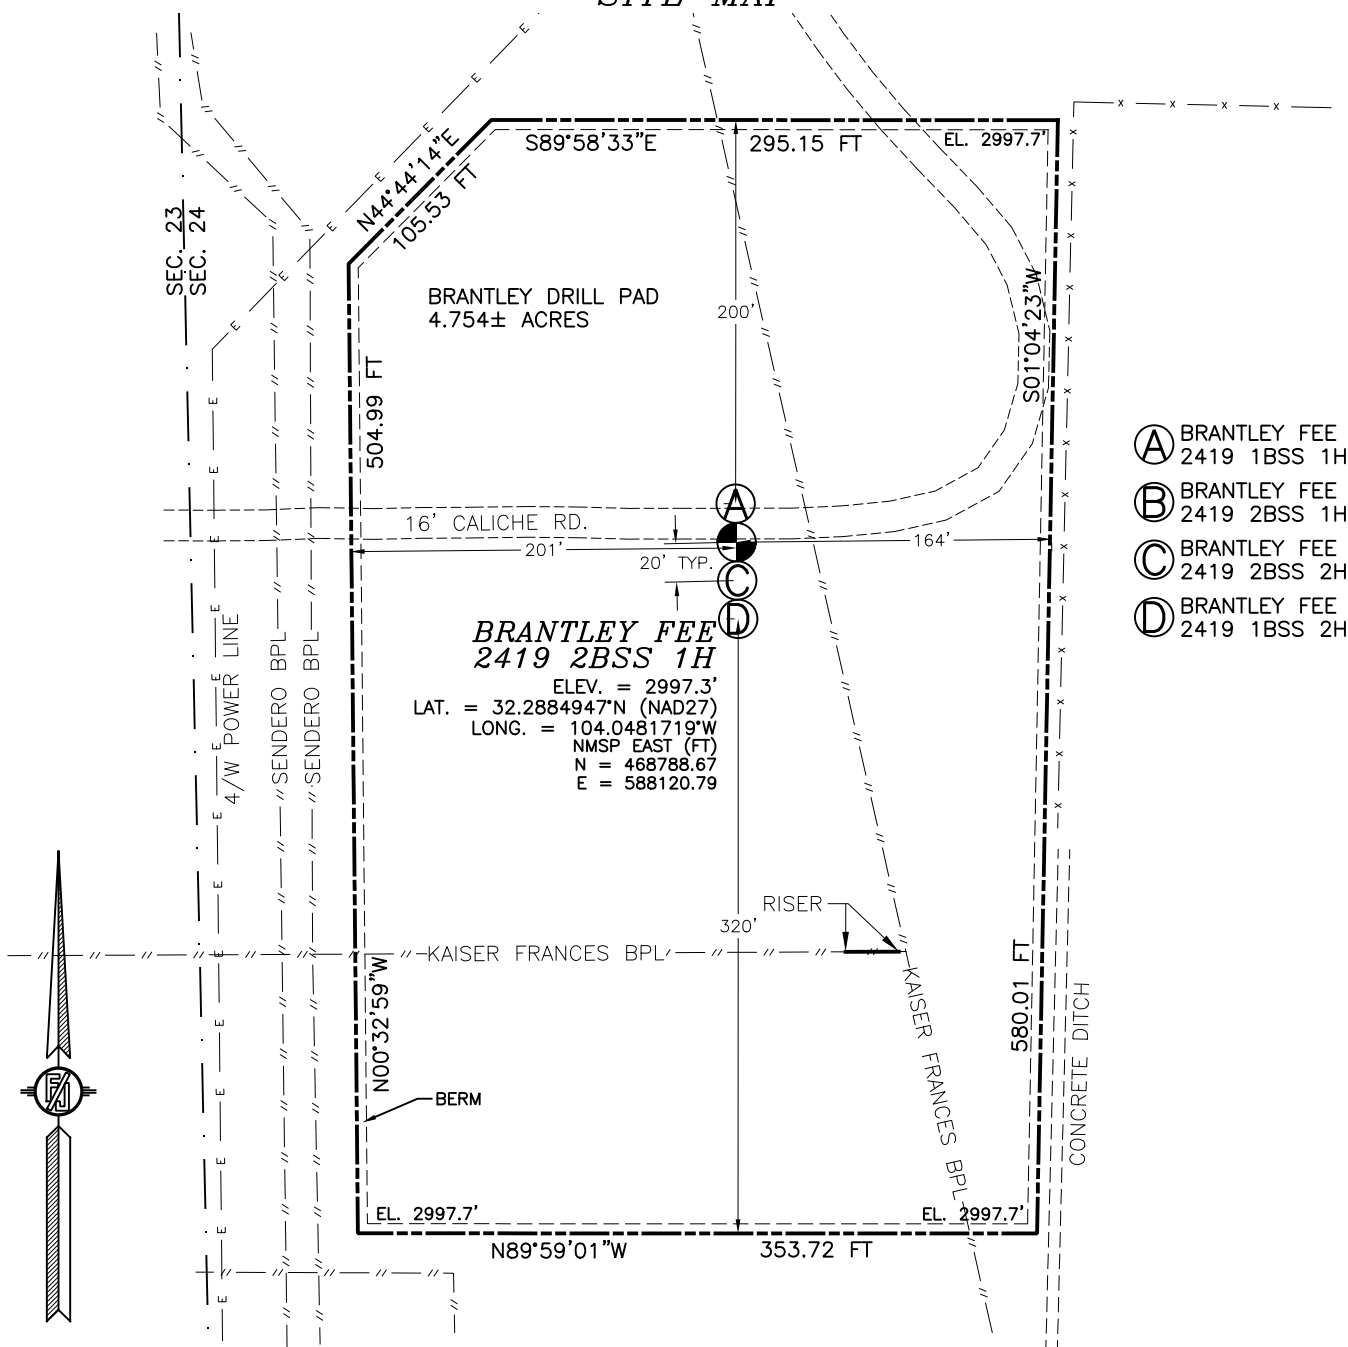 SITE MAP
S89°58'33"E 295.15 FT
EL. 2997.7'
N44°44'14"E
105.53 FT
SEC. 23
SEC. 24
BRANTLEY DRILL PAD
4.754± ACRES
200'
S01°04'23"W
504.99 FT
A BRANTLEY FEE
2419 1BSS 1H
B BRANTLEY FEE
2419 2BSS 1H
C BRANTLEY FEE
2419 2BSS 2H
D BRANTLEY FEE
2419 1BSS 2H
A
16' CALICHE RD.
201'
164'
20' TYP.
C
D
BRANTLEY FEE
2419 2BSS 1H
ELEV. = 2997.3'
LAT. = 32.2884947°N (NAD27)
LONG. = 104.0481719°W
NMSP EAST (FT)
N = 468788.67
E = 588120.79
4/W POWER LINE
SENDERO BPL
SENDERO BPL
RISER
320'
KAISER FRANCES BPL
KAISER FRANCES BPL
580.01 FT
CONCRETE DITCH
N00°32'59"W
BERM
EL. 2997.7'
EL. 2997.7'
N89°59'01"W 353.72 FT